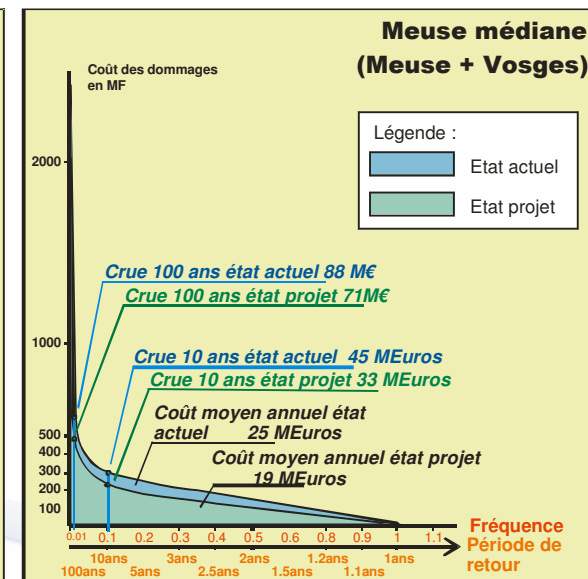 Meuse médiane
(Meuse + Vosges)
Coût des dommages
en MF
Légende :
Etat actuel
Etat projet
2000
1000
500
400
300
200
100
Crue 100 ans état actuel 88 M€
Crue 100 ans état projet 71M€
Crue 10 ans état actuel 45 MEuros
Crue 10 ans état projet 33 MEuros
Coût moyen annuel état
actuel 25 MEuros
Coût moyen annuel état projet
19 MEuros
0.01 0.1 0.2 0.3 0.4 0.5 0.6 0.8 0.9 1 1.1
Fréquence
10ans 3ans 2ans 1.2ans 1ans
100ans 5ans 2.5ans 1.5ans 1.1ans
Période de
retour